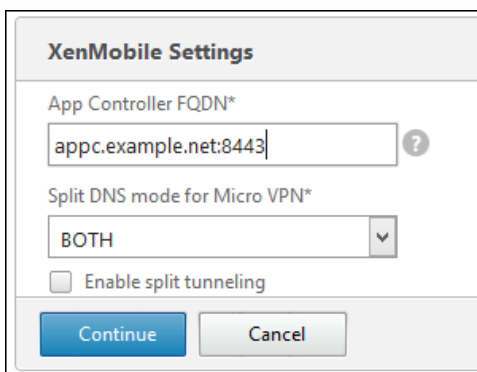 XenMobile Settings
App Controller FQDN*
appc.example.net:8443
?
Split DNS mode for Micro VPN*
BOTH
Enable split tunneling
Continue Cancel